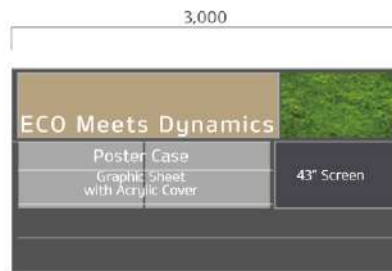 3,000
ECO Meets Dynamics
Poster Case
Graphic Sheet
with Acrylic Cover
43" Screen